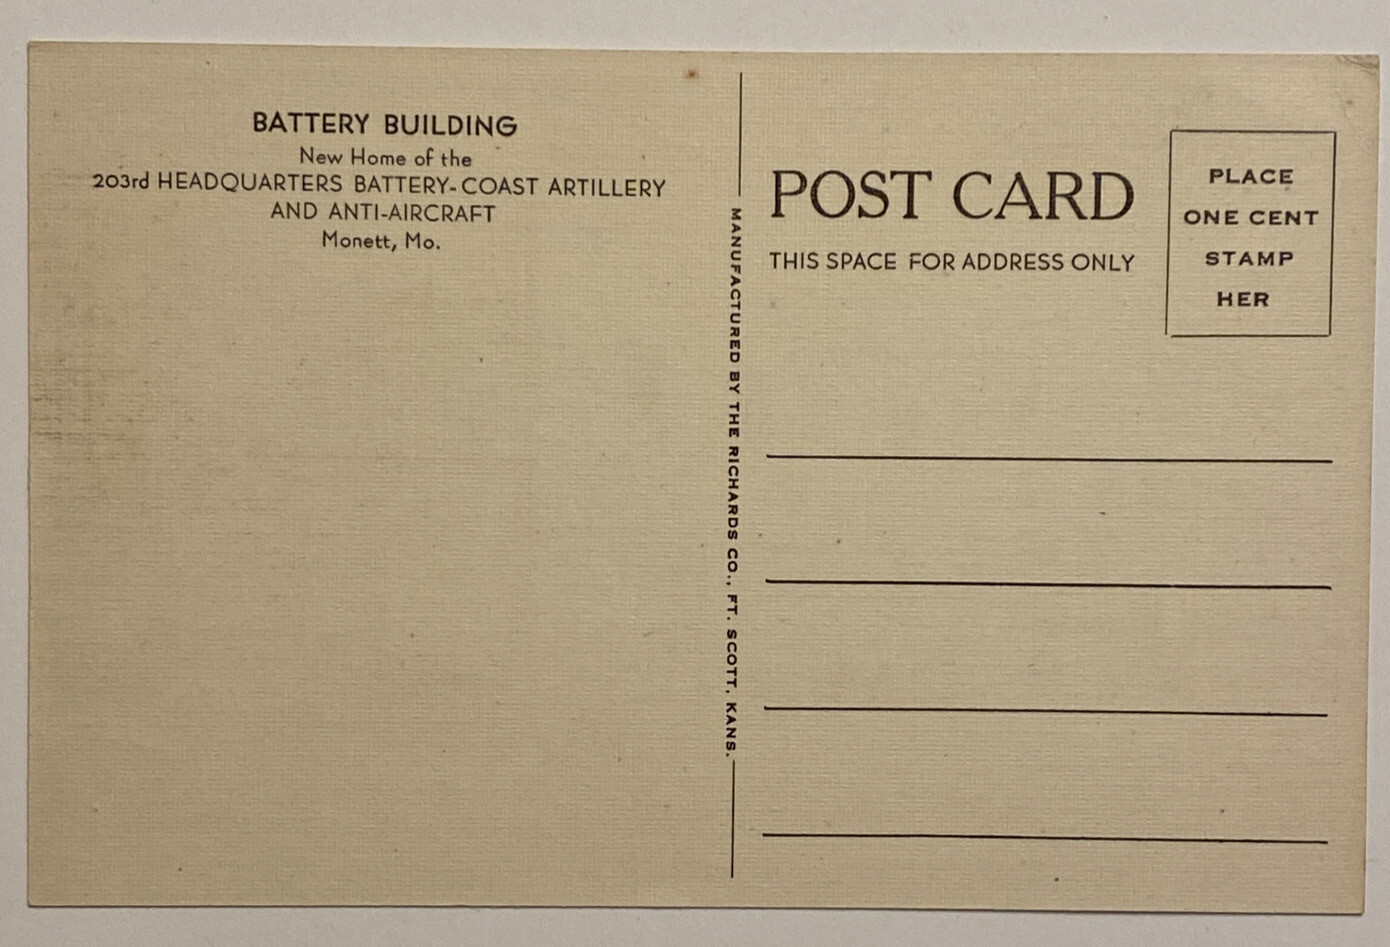 BATTERY BUILDING
New Home of the
203rd HEADQUARTERS BATTERY-COAST ARTILLERY
AND ANTI-AIRCRAFT
Monett, Mo.
MANUFACTURED BY THE RICHARDS CO., FT. SCOTT, KANS.
POST CARD
THIS SPACE FOR ADDRESS ONLY
PLACE
ONE CENT
STAMP
HER